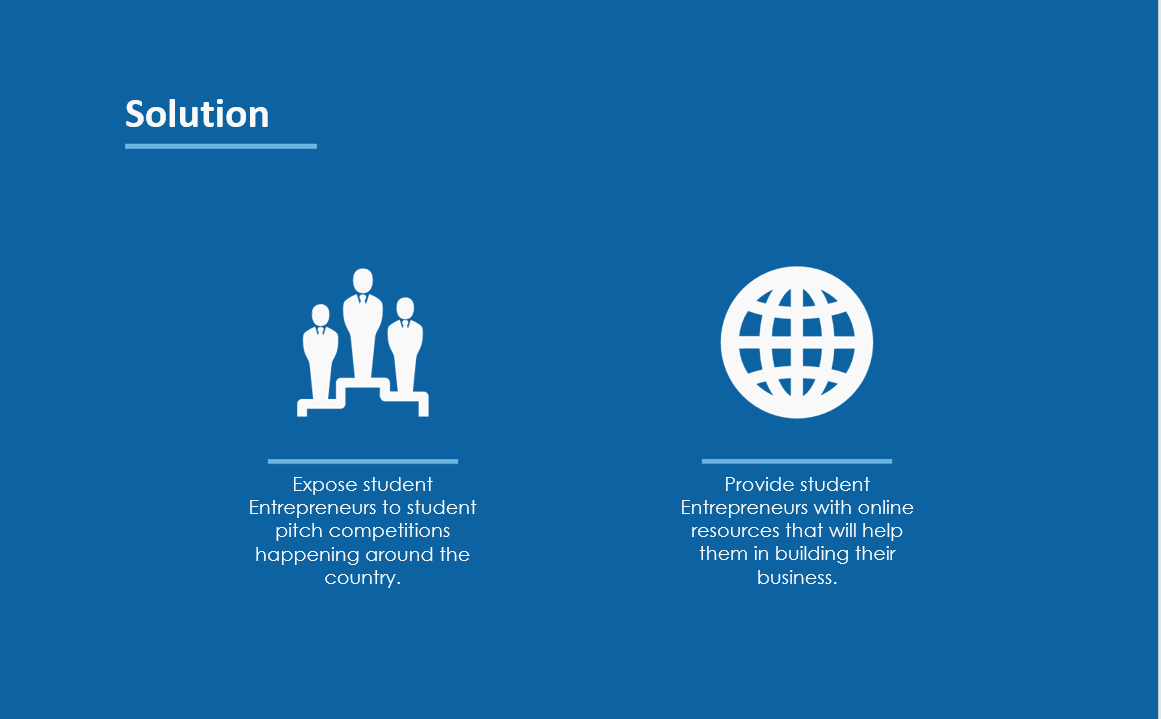 Solution
Expose student
Entrepreneurs to student
pitch competitions
happening around the
country.
Provide student
Entrepreneurs with online
resources that will help
them in building their
business.